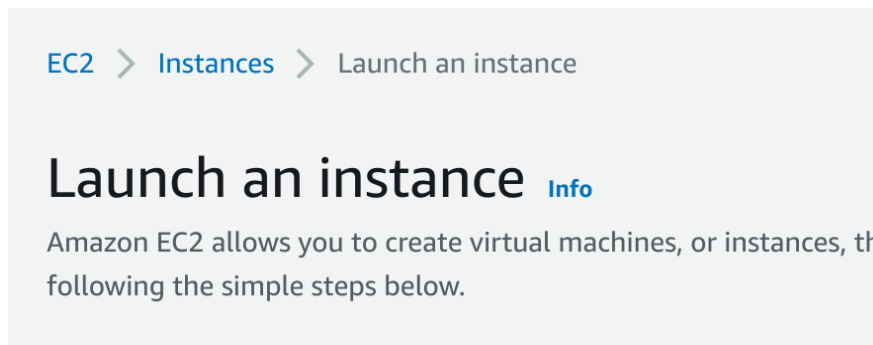 EC2 > Instances > Launch an instance
Launch an instance Info
Amazon EC2 allows you to create virtual machines, or instances,
following the simple steps below.